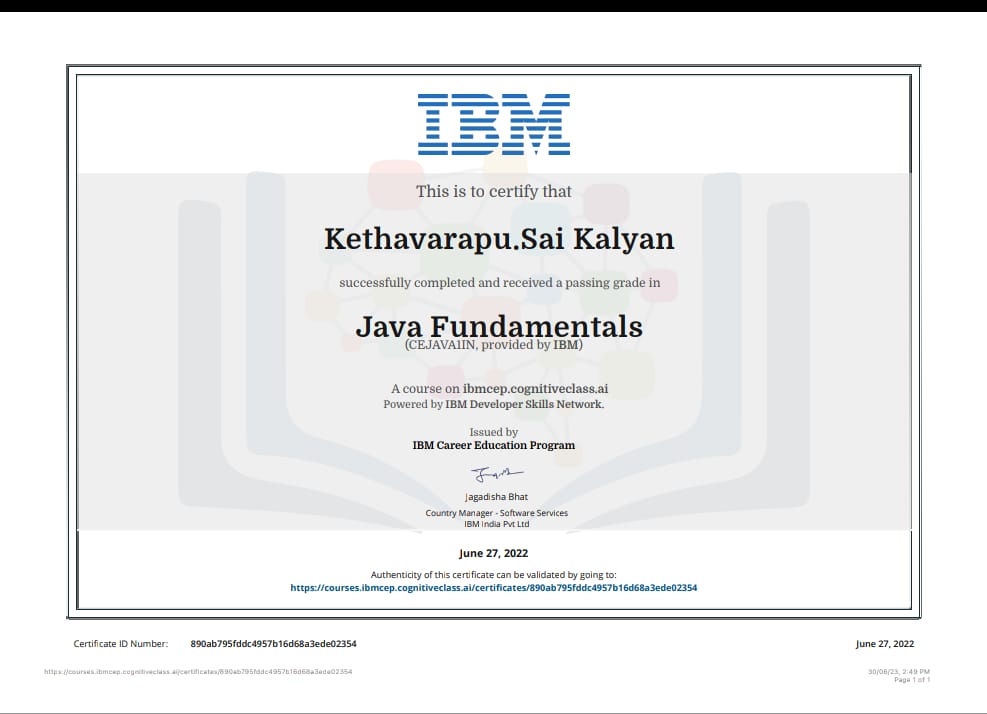 IBM
This is to certify that
Kethavarapu.Sai Kalyan
successfully completed and received a passing grade in
Java Fundamentals
(CEJAVA1IN, provided by IBM)
A course on ibmcep.cognitiveclass.ai
Powered by IBM Developer Skills Network.
Issued by
IBM Career Education Program
Jagadisha Bhat
Country Manager - Software Services
IBM India Pvt Ltd
June 27, 2022
Authenticity of this certificate can be validated by going to:
https://courses.ibmcep.cognitiveclass.ai/certificates/890ab795fddc4957b16d68a3ede02354
Certificate ID Number: 890ab795fddc4957b16d68a3ede02354 June 27, 2022
https://courses.ibmcep.cognitiveclass.ai/certificates/890ab795fddc4957b16d68a3ede02354 30/06/23, 2:49 PM
Page 1 of 1